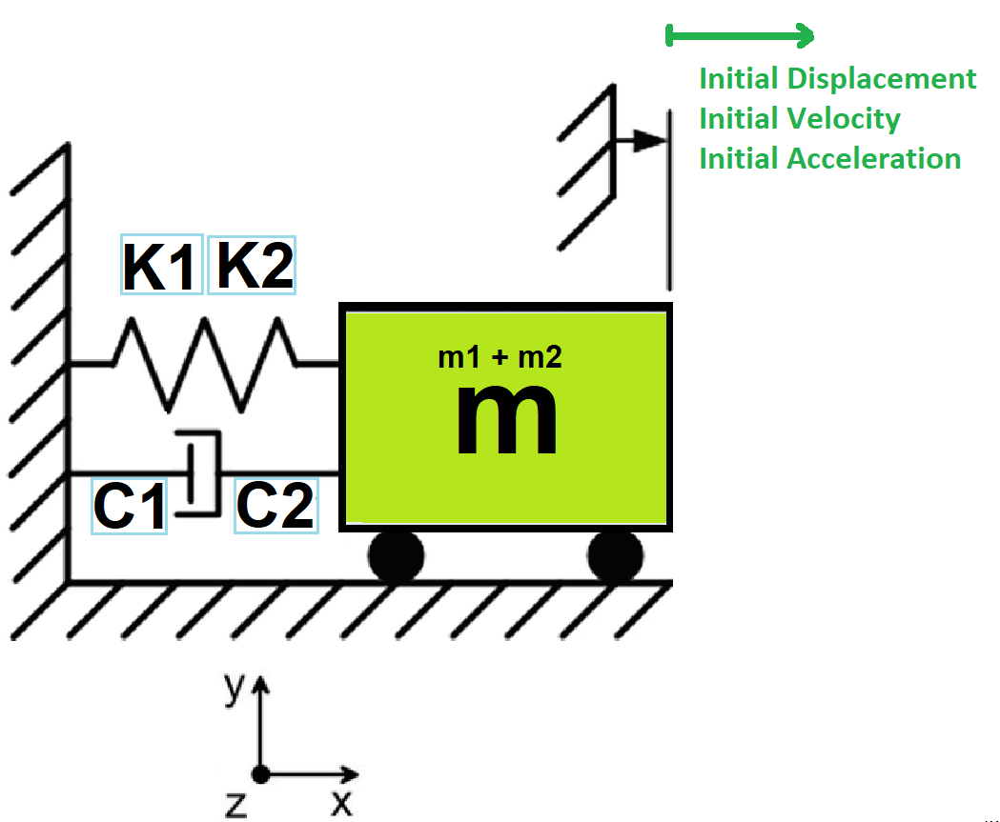 Initial Displacement
Initial Velocity
Initial Acceleration
K1 K2
m1 + m2
m
C1 C2
y
z x